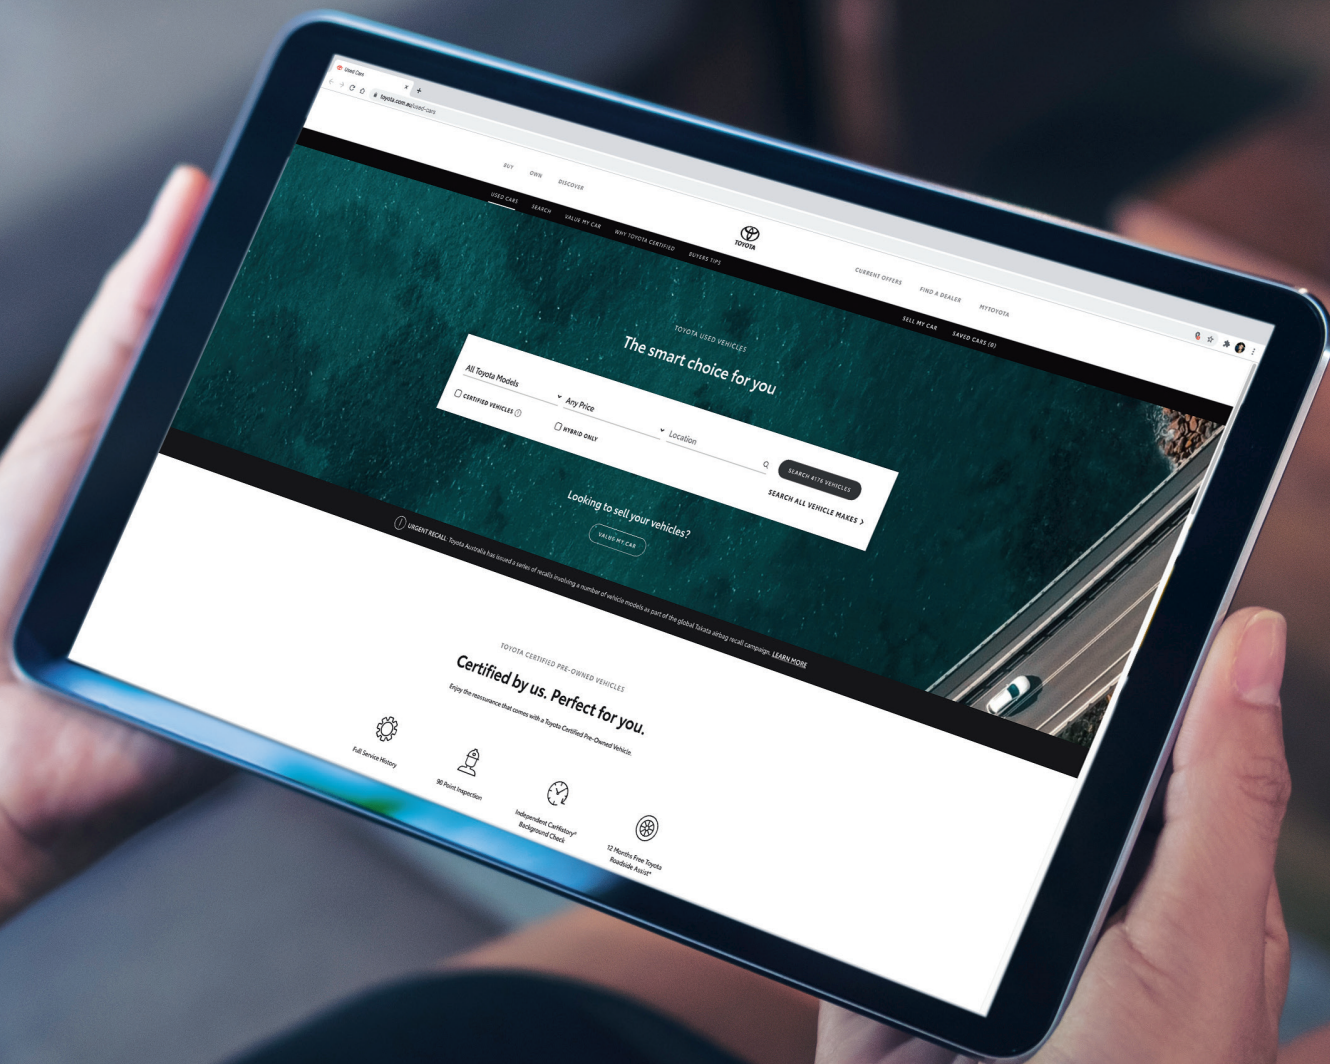 Used Cars
toyota.com.au/used-cars
BUY OWN DISCOVER
TOYOTA
CURRENT OFFERS FIND A DEALER MYTOYOTA
USED CARS SEARCH VALUE MY CAR WHY TOYOTA CERTIFIED BUYERS TIPS
SELL MY CAR SAVED CARS (0)
TOYOTA USED VEHICLES
The smart choice for you
All Toyota Models Any Price Location
SEARCH 4176 VEHICLES
CERTIFIED VEHICLES HYBRID ONLY
SEARCH ALL VEHICLE MAKES
Looking to sell your vehicles?
VALUE MY CAR
URGENT RECALL: Toyota Australia has issued a series of recalls involving a number of vehicle models as part of the global Takata airbag recall campaign. LEARN MORE
TOYOTA CERTIFIED PRE-OWNED VEHICLES
Certified by us. Perfect for you.
Enjoy the reassurance that comes with a Toyota Certified Pre-Owned Vehicle.
Full Service History
90 Point Inspection
Independent CarHistory*
Background Check
12 Months Free Toyota
Roadside Assist*